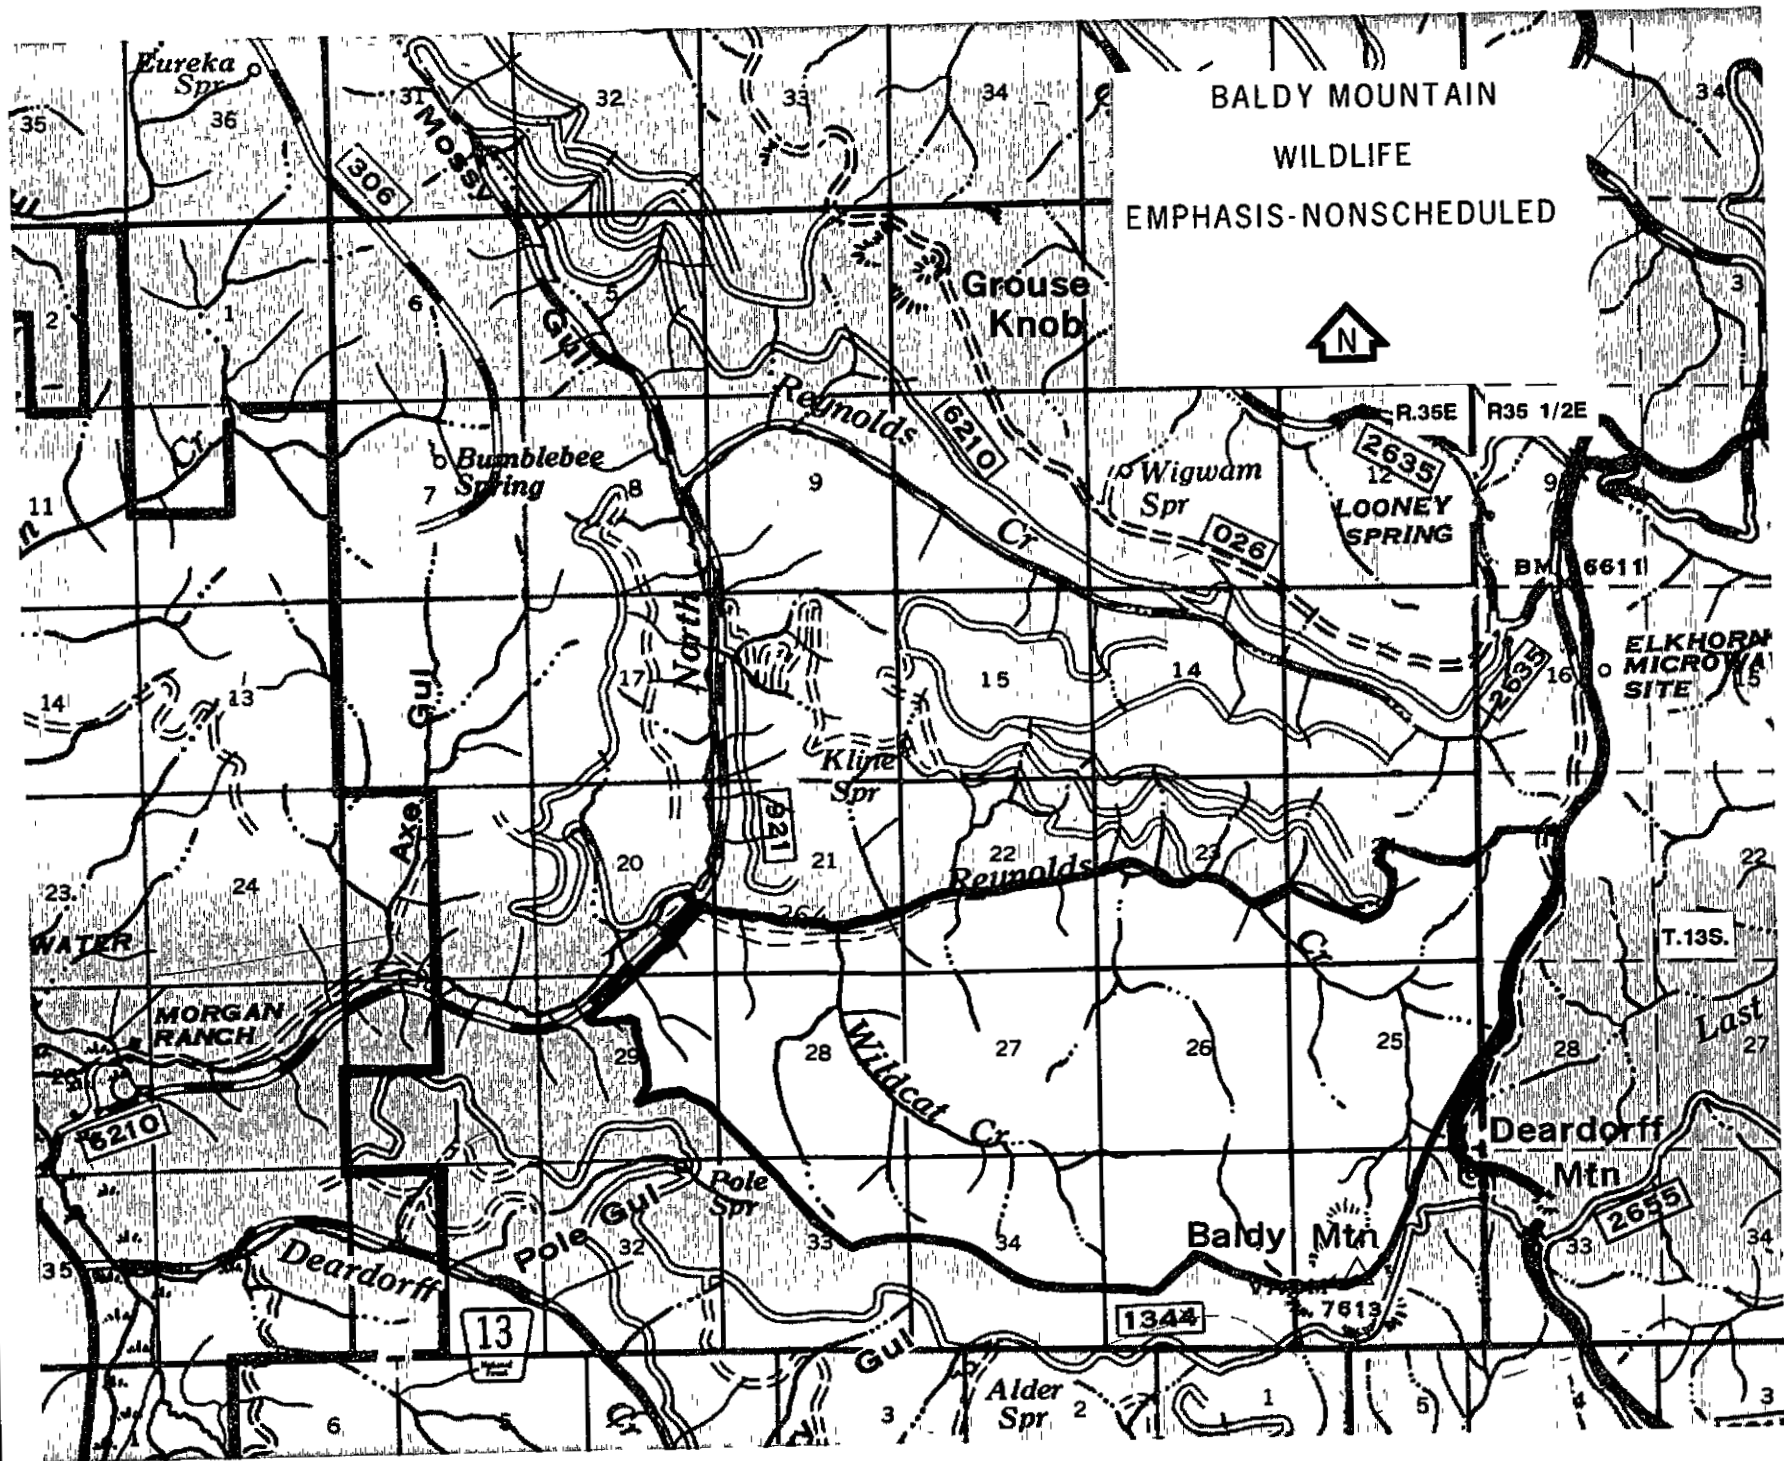 BALDY MOUNTAIN
WILDLIFE
EMPHASIS-NONSCHEDULED
N
Eureka
Spr
35
36
31
32
33
34
34
Mossy
Gul
306
2
1
6
5
3
Grouse
Knob
Reynolds
Cr
6210
Cr
11
Bumblebee
Spring
7
8
9
Wigwam
Spr
026
R.35E
R35 1/2E
2635
12
LOONEY
SPRING
9
BM 6611
ELKHORN
MICROWA
SITE
15
16
2635
14
13
Gul
17
North
15
14
Kline
Spr
Axe
921
23
24
20
21
22
Reynolds
23
22
WATER
T.13S.
Cr
MORGAN
RANCH
29
28
27
26
25
28
27
Last
Wildcat
Cr
6210
Deardorff
Mtn
Pole
Spr
Pole Gul
32
33
34
Baldy Mtn
2655
33
34
35
Deardorff
13
National
Forest
1344
7613
Gul
Alder
Spr
6
5
Cr
3
2
1
5
3